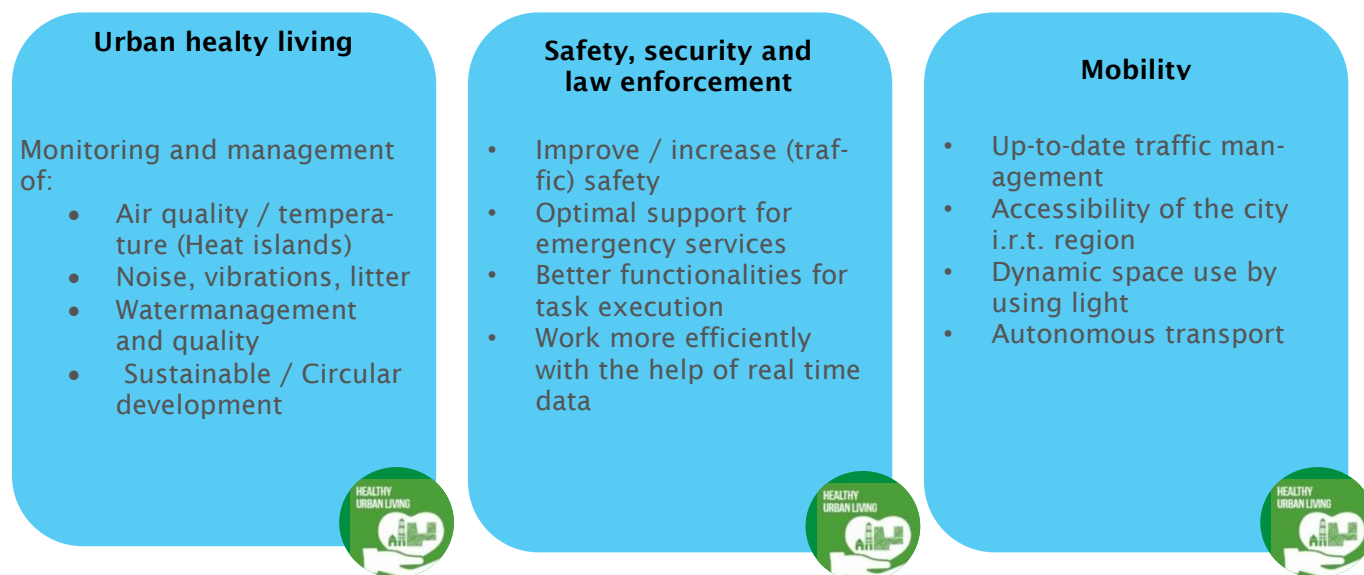 Urban healty living
Monitoring and management
of:
• Air quality / tempera-
ture (Heat islands)
• Noise, vibrations, litter
• Watermanagement
and quality
• Sustainable / Circular
development
HEALTHY
URBAN LIVING
Safety, security and
law enforcement
• Improve / increase (traf-
fic) safety
• Optimal support for
emergency services
• Better functionalities for
task execution
• Work more efficiently
with the help of real time
data
HEALTHY
URBAN LIVING
Mobility
• Up-to-date traffic man-
agement
• Accessibility of the city
i.r.t. region
• Dynamic space use by
using light
• Autonomous transport
HEALTHY
URBAN LIVING